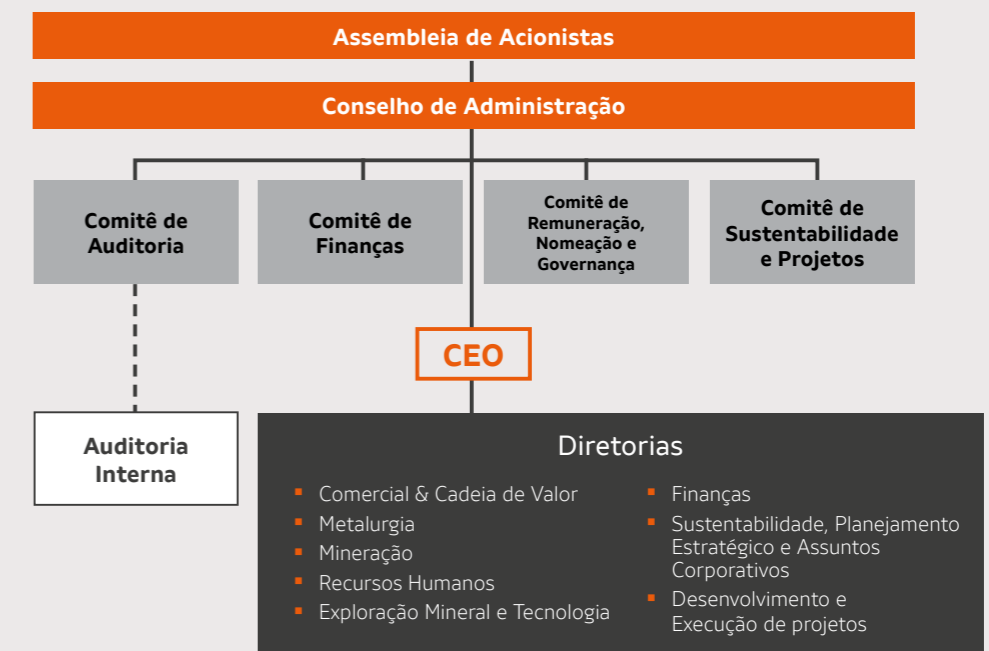 Assembleia de Acionistas
Conselho de Administração
Comitê de
Auditoria
Comitê de
Finanças
Comitê de
Remuneração,
Nomeação e
Governança
Comitê de
Sustentabilidade
e Projetos
CEO
Auditoria
Interna
Diretorias
▪ Comercial & Cadeia de Valor
▪ Metalurgia
▪ Mineração
▪ Recursos Humanos
▪ Exploração Mineral e Tecnologia
▪ Finanças
▪ Sustentabilidade, Planejamento
Estratégico e Assuntos
Corporativos
▪ Desenvolvimento e
Execução de projetos